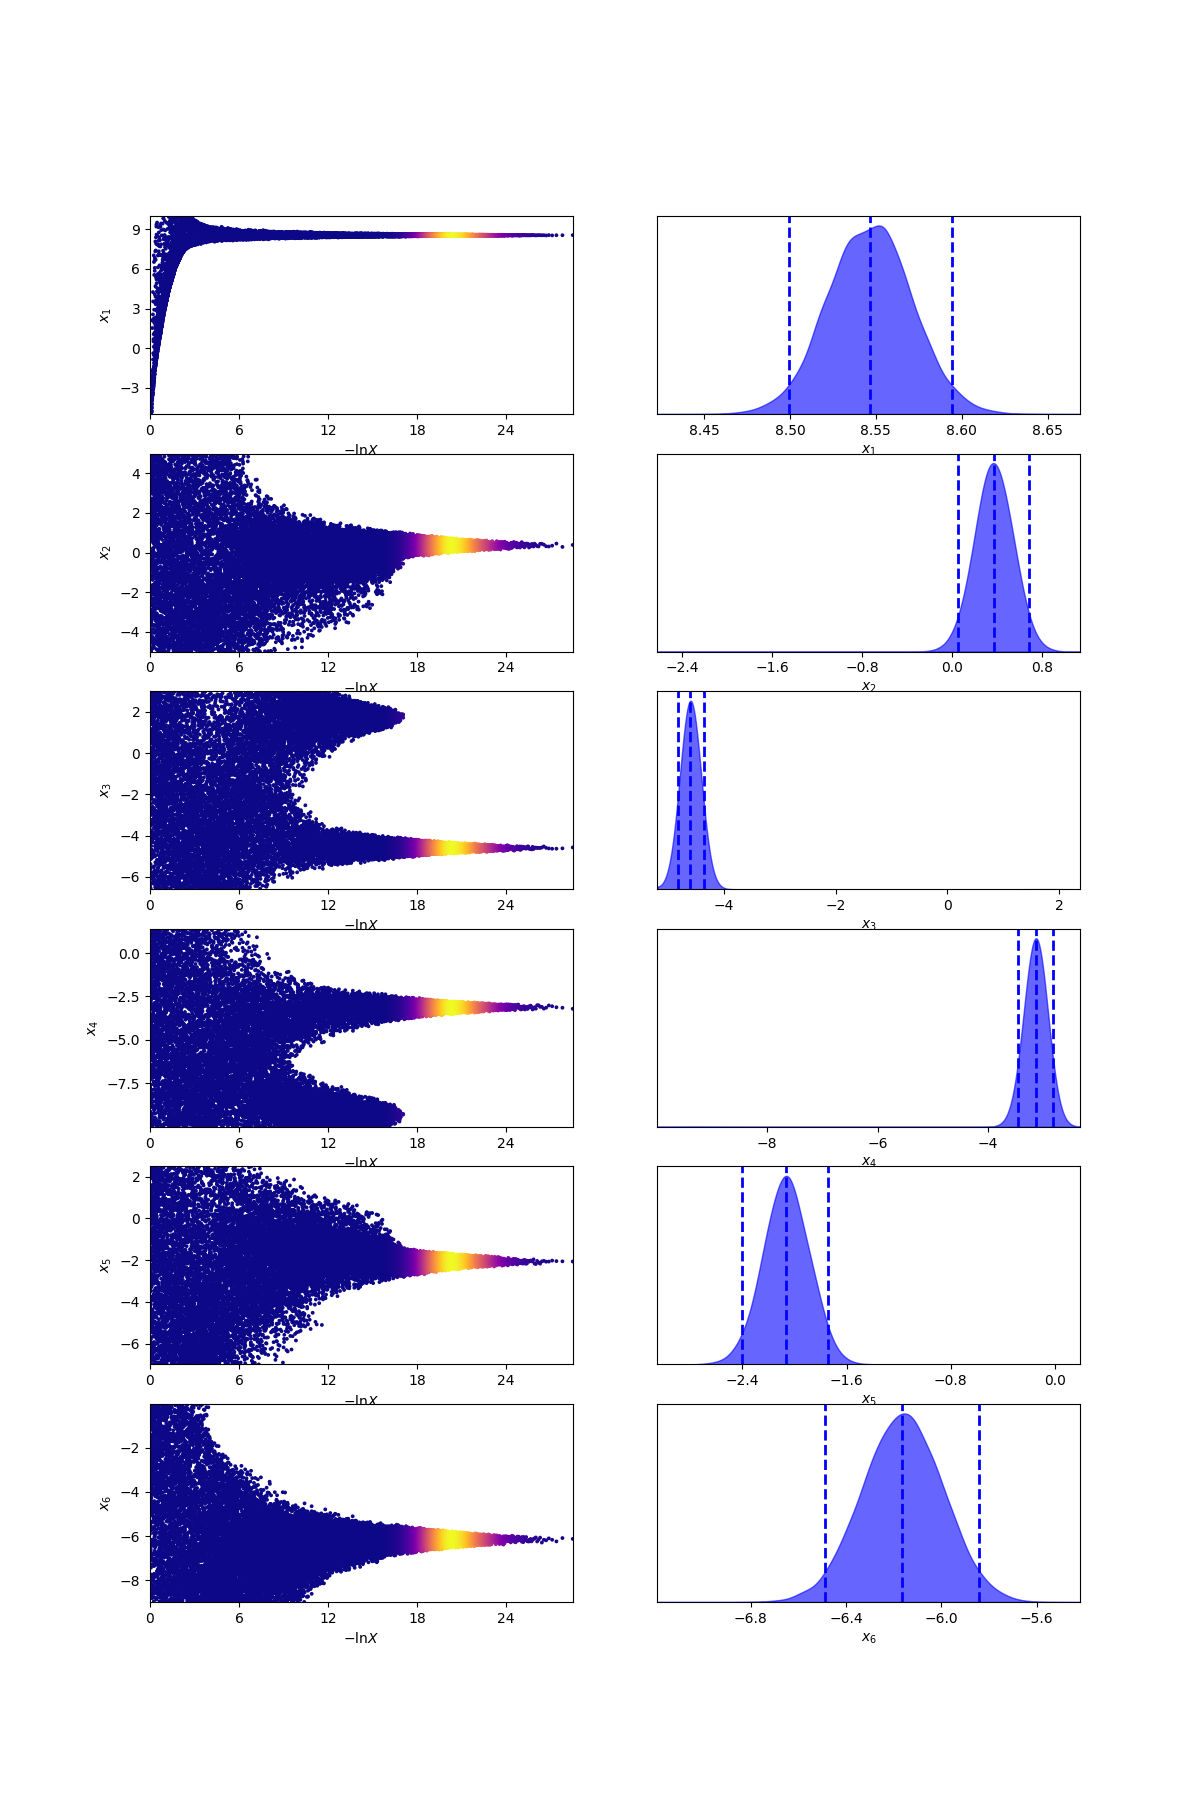 9
6
3
0
−3
x₁
0 6 12 18 24
−lnX
8.45 8.50 8.55 8.60 8.65
x₁
4
2
0
−2
−4
x₂
0 6 12 18 24
−lnX
−2.4 −1.6 −0.8 0.0 0.8
x₂
2
0
−2
−4
−6
x₃
0 6 12 18 24
−lnX
−4 −2 0 2
x₃
0.0
−2.5
−5.0
−7.5
x₄
0 6 12 18 24
−lnX
−8 −6 −4
x₄
2
0
−2
−4
−6
x₅
0 6 12 18 24
−lnX
−2.4 −1.6 −0.8 0.0
x₅
−2
−4
−6
−8
x₆
0 6 12 18 24
−lnX
−6.8 −6.4 −6.0 −5.6
x₆